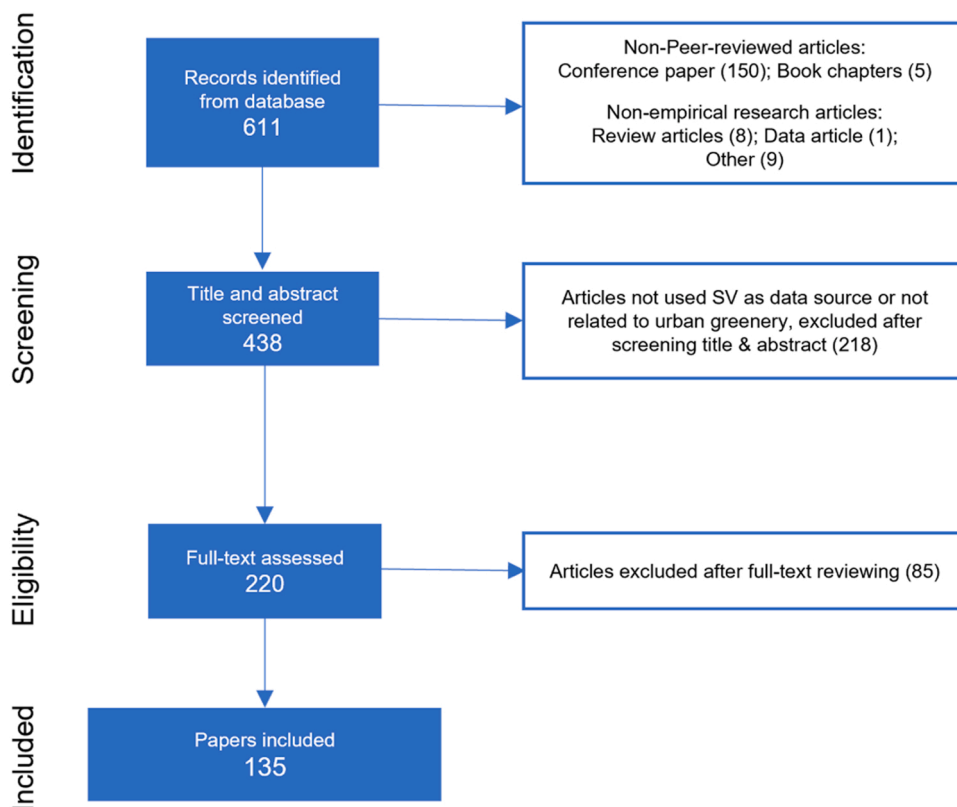 Identification
Records identified
from database
611
Non-Peer-reviewed articles:
Conference paper (150); Book chapters (5)
Non-empirical research articles:
Review articles (8); Data article (1);
Other (9)
Screening
Title and abstract
screened
438
Articles not used SV as data source or not
related to urban greenery, excluded after
screening title & abstract (218)
Eligibility
Full-text assessed
220
Articles excluded after full-text reviewing (85)
Included
Papers included
135